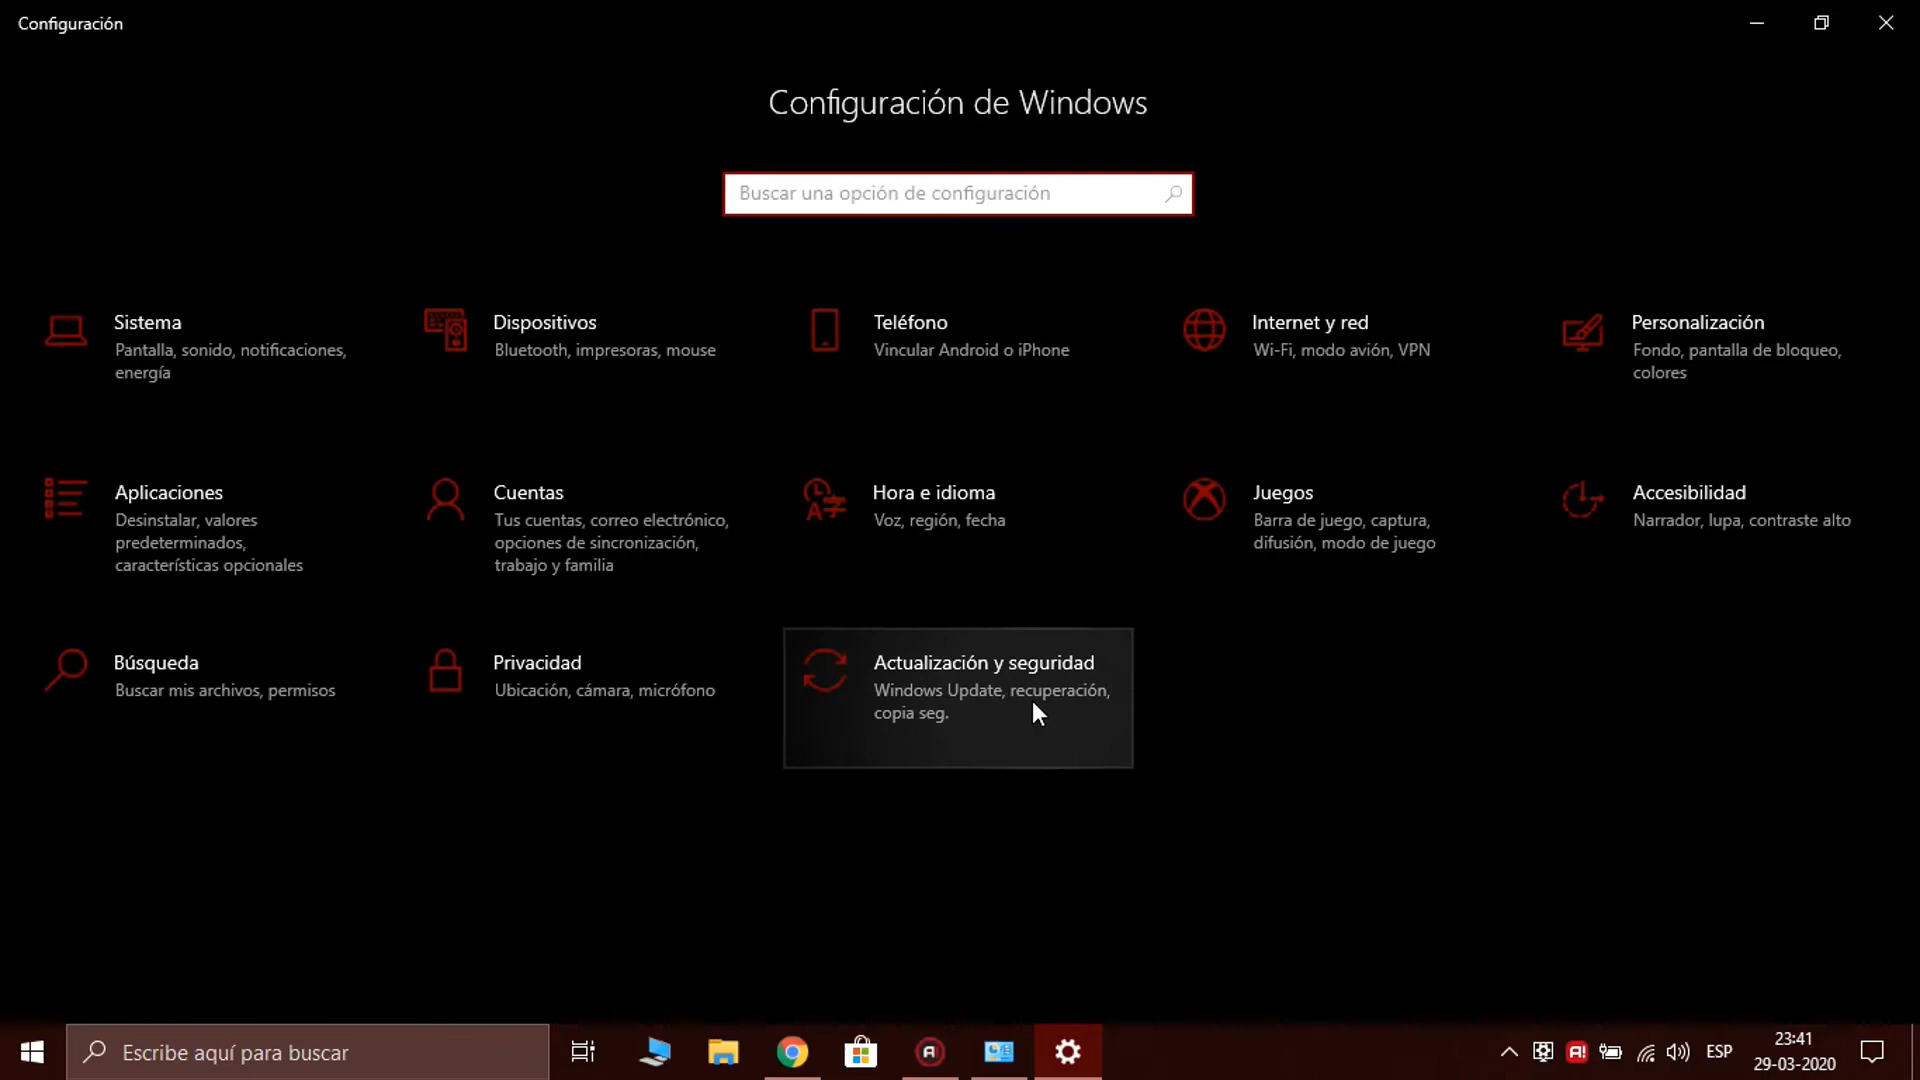 Configuración
Configuración de Windows
Buscar una opción de configuración
Sistema
Pantalla, sonido, notificaciones,
energía
Dispositivos
Bluetooth, impresoras, mouse
Teléfono
Vincular Android o iPhone
Internet y red
Wi-Fi, modo avión, VPN
Personalización
Fondo, pantalla de bloqueo,
colores
Aplicaciones
Desinstalar, valores
predeterminados,
características opcionales
Cuentas
Tus cuentas, correo electrónico,
opciones de sincronización,
trabajo y familia
Hora e idioma
Voz, región, fecha
Juegos
Barra de juego, captura,
difusión, modo de juego
Accesibilidad
Narrador, lupa, contraste alto
Búsqueda
Buscar mis archivos, permisos
Privacidad
Ubicación, cámara, micrófono
Actualización y seguridad
Windows Update, recuperación,
copia seg.
Escribe aquí para buscar
ESP
23:41
29-03-2020